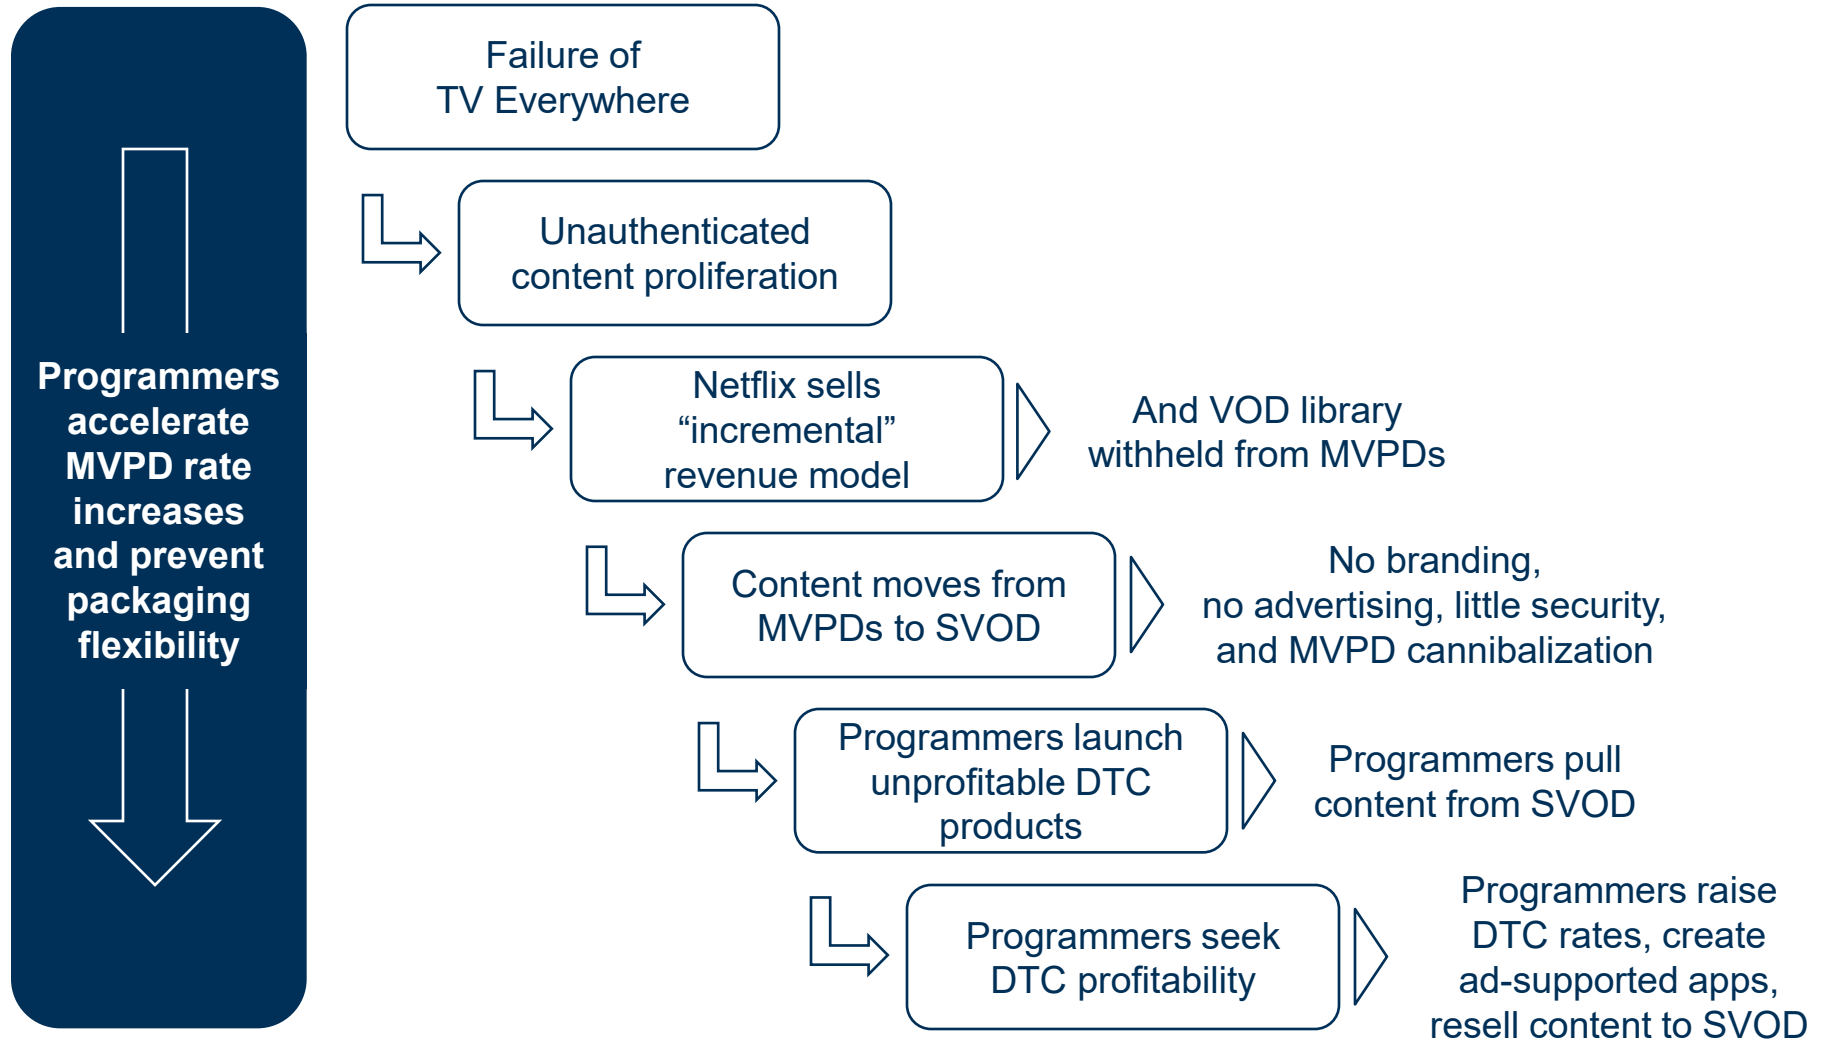 Programmers
accelerate
MVPD rate
increases
and prevent
packaging
flexibility
Failure of
TV Everywhere
Unauthenticated
content proliferation
Netflix sells
“incremental”
revenue model
And VOD library
withheld from MVPDs
Content moves from
MVPDs to SVOD
No branding,
no advertising, little security,
and MVPD cannibalization
Programmers launch
unprofitable DTC
products
Programmers pull
content from SVOD
Programmers seek
DTC profitability
Programmers raise
DTC rates, create
ad-supported apps,
resell content to SVOD